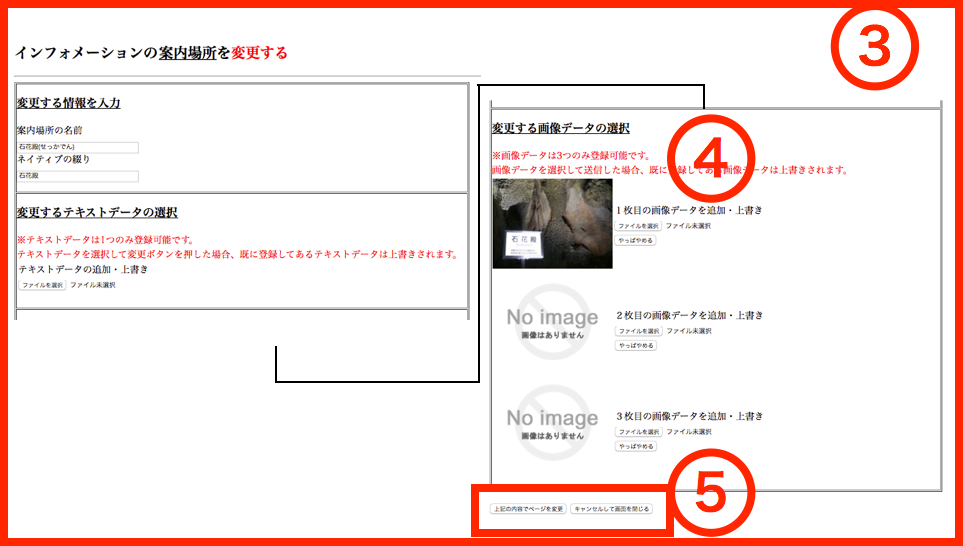 インフォメーションの案内場所を変更する
③
変更する情報を入力
案内場所の名前
石花殿(せっかでん)
ネイティブの綴り
石花殿
変更するテキストデータの選択
※テキストデータは1つのみ登録可能です。
テキストデータを選択して変更ボタンを押した場合、既に登録してあるテキストデータは上書きされます。
テキストデータの追加・上書き
ファイルを選択 ファイル未選択
変更する画像データの選択
④
※画像データは3つのみ登録可能です。
画像データを選択して送信した場合、既に登録してある画像データは上書きされます。
石花殿
1枚目の画像データを追加・上書き
ファイルを選択 ファイル未選択
やっぱやめる
No image
画像はありません
2枚目の画像データを追加・上書き
ファイルを選択 ファイル未選択
やっぱやめる
No image
画像はありません
3枚目の画像データを追加・上書き
ファイルを選択 ファイル未選択
やっぱやめる
⑤
上記の内容でページを変更 キャンセルして画面を閉じる